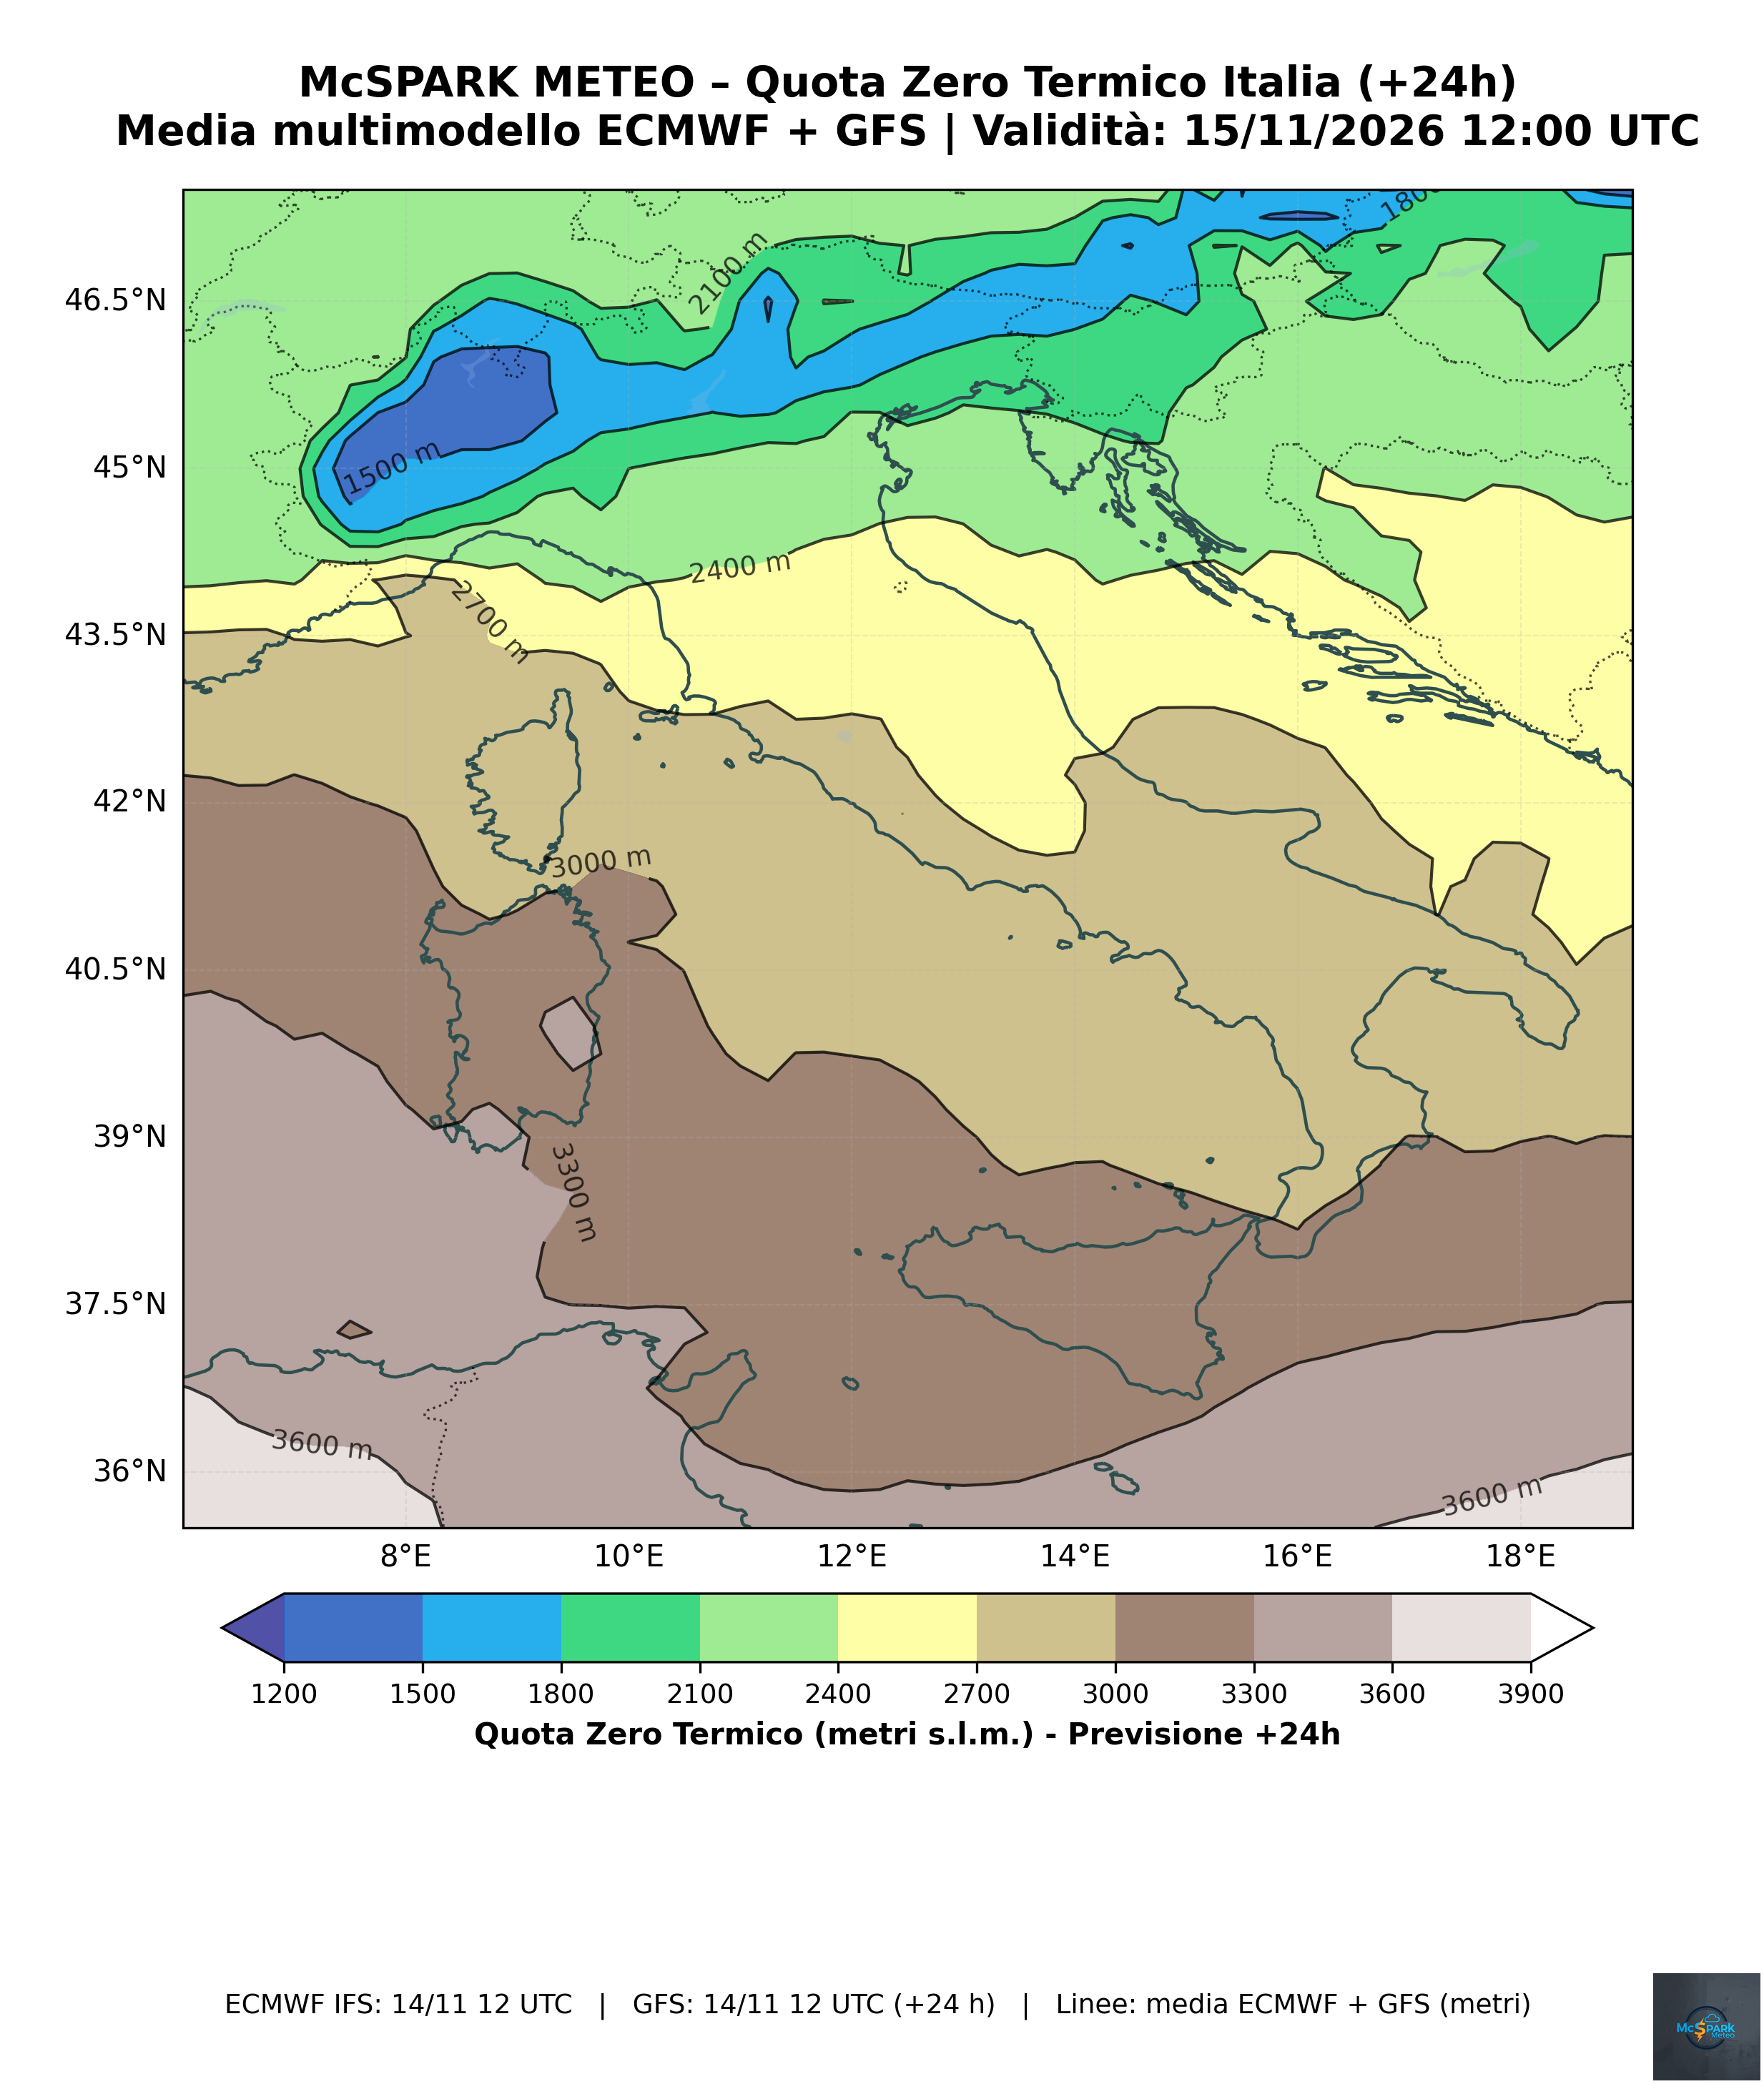 McSPARK METEO – Quota Zero Termico Italia (+24h)
Media multimodello ECMWF + GFS | Validità: 15/11/2026 12:00 UTC
1800
2100 m
46.5°N
1500 m
45°N
2400 m
2700 m
43.5°N
42°N
3000 m
40.5°N
39°N
3300 m
37.5°N
3600 m
36°N
3600 m
8°E 10°E 12°E 14°E 16°E 18°E
1200 1500 1800 2100 2400 2700 3000 3300 3600 3900
Quota Zero Termico (metri s.l.m.) - Previsione +24h
ECMWF IFS: 14/11 12 UTC | GFS: 14/11 12 UTC (+24 h) | Linee: media ECMWF + GFS (metri)
McSPARK
Meteo